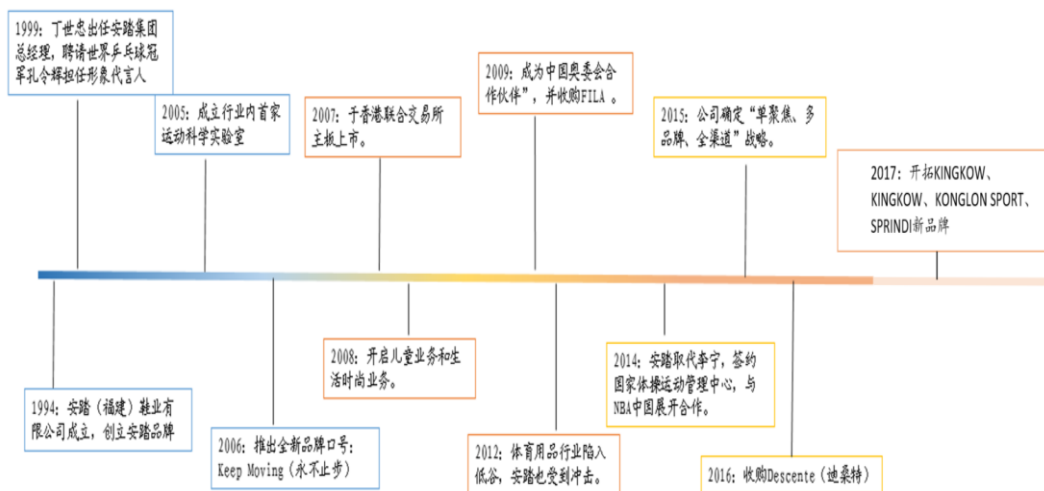 1999: 丁世忠出任安踏集团
总经理，聘请世界乒乓球冠
军孔令辉担任形象代言人
2005: 成立行业内首家
运动科学实验室
2007: 于香港联合交易所
主板上市。
2009: 成为中国奥委会合
作伙伴”，并收购FILA 。
2015: 公司确定“单聚焦、多
品牌、全渠道”战略。
2017: 开拓KINGKOW、
KINGKOW、KONGLON SPORT、
SPRINDI新品牌
1994: 安踏（福建）鞋业有
限公司成立，创立安踏品牌
2006: 推出全新品牌口号:
Keep Moving（永不止步）
2008: 开启儿童业务和生
活时尚业务。
2012: 体育用品行业陷入
低谷，安踏也受到冲击。
2014: 安踏取代李宁，签约
国家体操运动管理中心，与
NBA中国展开合作。
2016: 收购Descente（迪桑特）